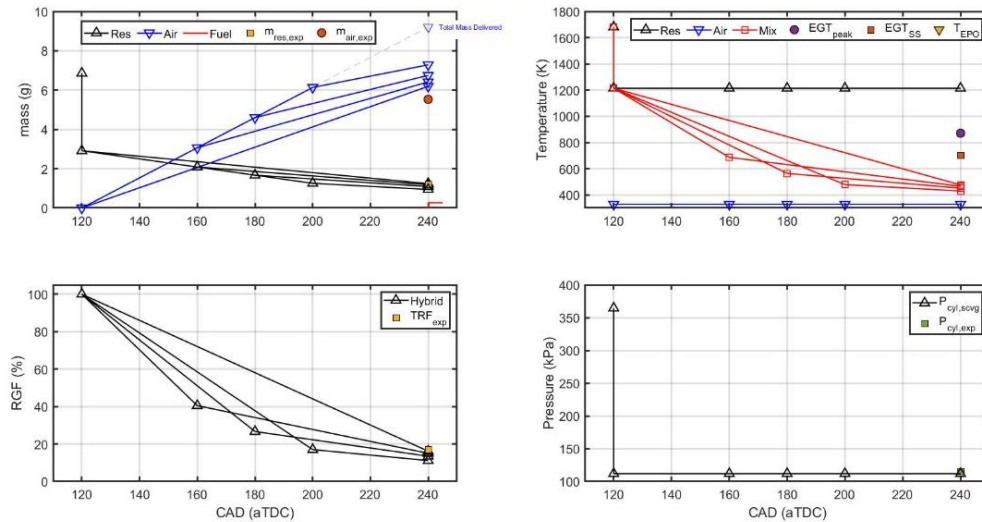 10
8
6
4
2
0
mass (g)
Res Air Fuel m_res,exp m_air,exp
Total Mass Delivered
120 140 160 180 200 220 240
1800
1600
1400
1200
1000
800
600
400
Temperature (K)
Res Air Mix EGT_peak EGT_SS T_EPO
120 140 160 180 200 220 240
100
80
60
40
20
0
RGF (%)
Hybrid
TRF_exp
120 140 160 180 200 220 240
CAD (aTDC)
400
350
300
250
200
150
100
Pressure (kPa)
P_cyl,scvg
P_cyl,exp
120 140 160 180 200 220 240
CAD (aTDC)